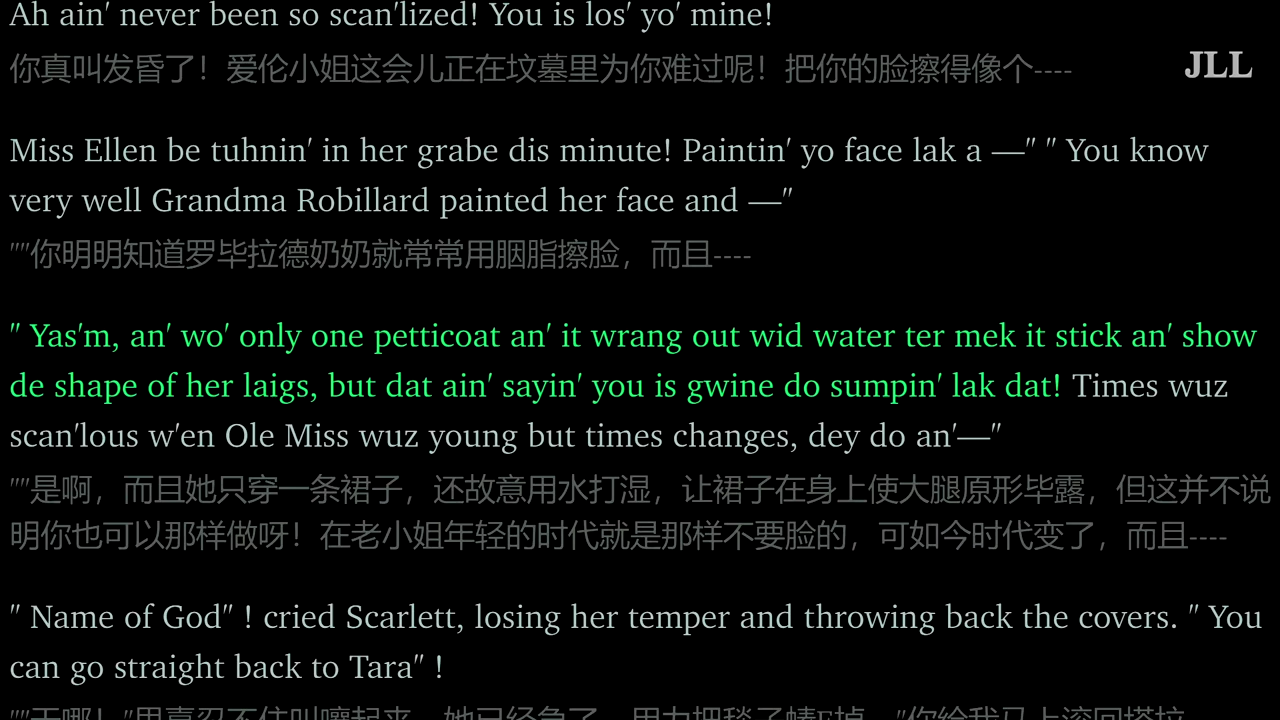 Ah ain' never been so scan'lized! You is los' yo' mine!
你真叫发昏了！爱伦小姐这会儿正在坟墓里为你难过呢！把你的脸擦得像个----
JLL
Miss Ellen be tuhnin' in her grabe dis minute! Paintin' yo face lak a —" " You know
very well Grandma Robillard painted her face and —"
""你明明知道罗毕拉德奶奶就常常用胭脂擦脸，而且----
" Yas'm, an' wo' only one petticoat an' it wrang out wid water ter mek it stick an' show
de shape of her laigs, but dat ain' sayin' you is gwine do sumpin' lak dat! Times wuz
scan'lous w'en Ole Miss wuz young but times changes, dey do an'—"
""是啊，而且她只穿一条裙子，还故意用水打湿，让裙子在身上使大腿原形毕露，但这并不说
明你也可以那样做呀！在老小姐年轻的时代就是那样不要脸的，可如今时代变了，而且----
" Name of God" ! cried Scarlett, losing her temper and throwing back the covers. " You
can go straight back to Tara" !